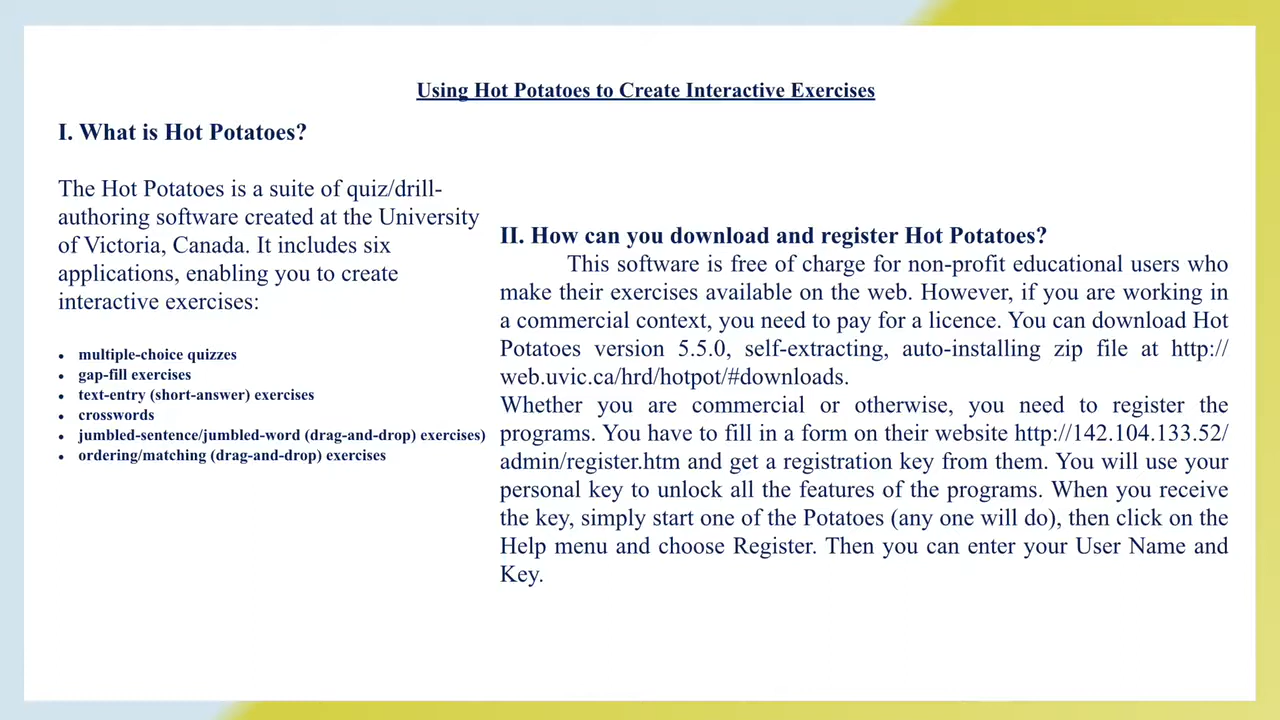 Using Hot Potatoes to Create Interactive Exercises
I. What is Hot Potatoes?
The Hot Potatoes is a suite of quiz/drill-
authoring software created at the University
of Victoria, Canada. It includes six
applications, enabling you to create
interactive exercises:
• multiple-choice quizzes
• gap-fill exercises
• text-entry (short-answer) exercises
• crosswords
• jumbled-sentence/jumbled-word (drag-and-drop) exercises)
• ordering/matching (drag-and-drop) exercises
II. How can you download and register Hot Potatoes?
This software is free of charge for non-profit educational users who
make their exercises available on the web. However, if you are working in
a commercial context, you need to pay for a licence. You can download Hot
Potatoes version 5.5.0, self-extracting, auto-installing zip file at http://
web.uvic.ca/hrd/hotpot/#downloads.
Whether you are commercial or otherwise, you need to register the
programs. You have to fill in a form on their website http://142.104.133.52/
admin/register.htm and get a registration key from them. You will use your
personal key to unlock all the features of the programs. When you receive
the key, simply start one of the Potatoes (any one will do), then click on the
Help menu and choose Register. Then you can enter your User Name and
Key.